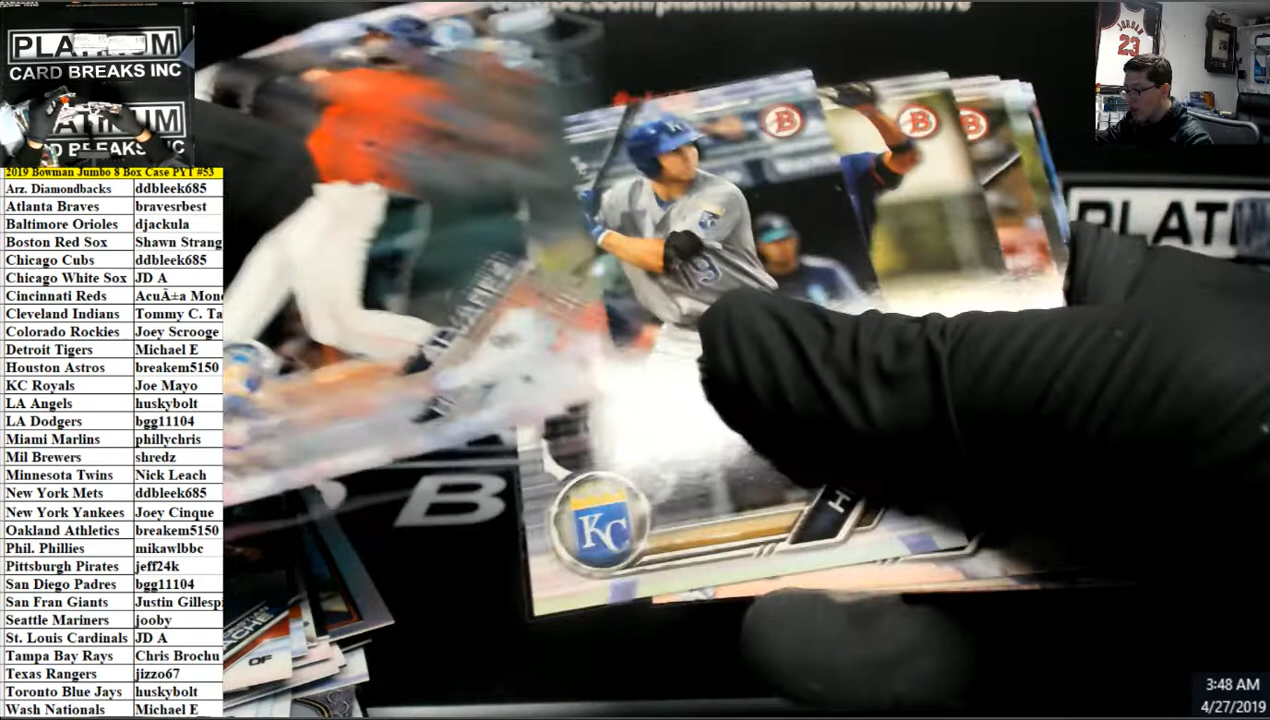 PLATINUM
CARD BREAKS INC
2019 Bowman Jumbo 8 Box Case PYT #53
Arz. Diamondbacks ddbleek685
Atlanta Braves bravesrbest
Baltimore Orioles djackula
Boston Red Sox Shawn Strang
Chicago Cubs ddbleek685
Chicago White Sox JD A
Cincinnati Reds AcuÃ±a Mon
Cleveland Indians Tommy C. Ta
Colorado Rockies Joey Scrooge
Detroit Tigers Michael E
Houston Astros breakem5150
KC Royals Joe Mayo
LA Angels huskybolt
LA Dodgers bgg11104
Miami Marlins phillychris
Mil Brewers shredz
Minnesota Twins Nick Leach
New York Mets ddbleek685
New York Yankees Joey Cinque
Oakland Athletics breakem5150
Phil. Phillies mikawlbbc
Pittsburgh Pirates jeff24k
San Diego Padres bgg11104
San Fran Giants Justin Gillesp
Seattle Mariners jooby
St. Louis Cardinals JD A
Tampa Bay Rays Chris Brochu
Texas Rangers jizzo67
Toronto Blue Jays huskybolt
Wash Nationals Michael E
JORDAN
23
B
B
B
19
KC
H
B
OF
PLATI
3:48 AM
4/27/2019